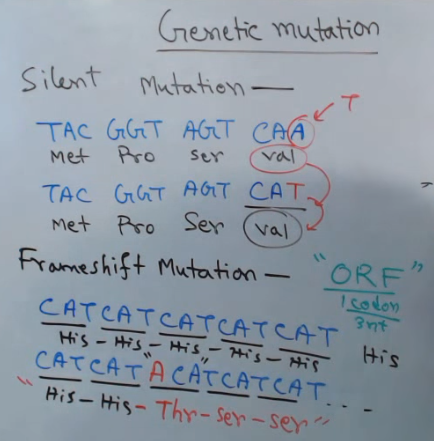 Genetic mutation
Silent Mutation —
T
TAC GGT AGT CAA
Met Pro ser val
TAC GGT AGT CAT
Met Pro Ser val
Frameshift Mutation — "ORF"
1 codon
3nt
CATCATCATCATCAT
His - His - His - His - His His
CATCAT"A"CATCATCAT....
"His - His - Thr - ser - ser"